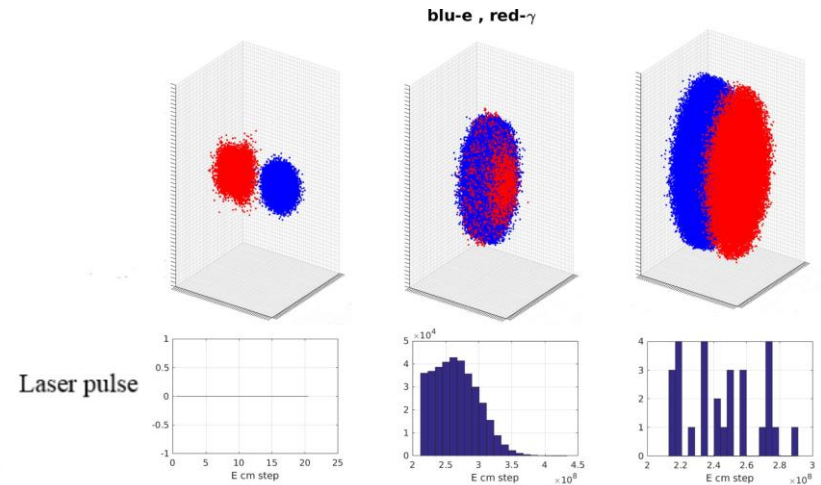 blu-e , red-γ
Laser pulse
1
0.5
0
-0.5
-1
0 5 10 15 20 25
E cm step
5 ×10⁴
4
3
2
1
0
2 2.5 3 3.5 4 4.5
E cm step ×10⁸
4
3
2
1
0
2 2.2 2.4 2.6 2.8 3
E cm step ×10⁸